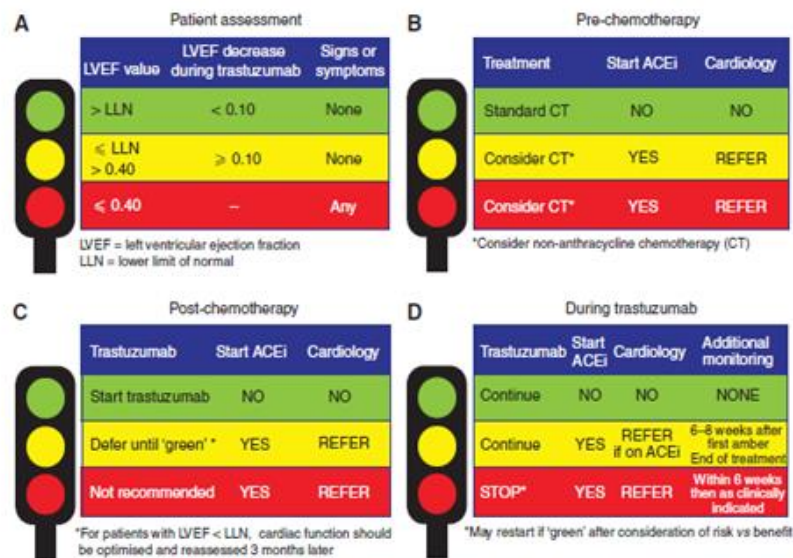 A
Patient assessment
LVEF value
LVEF decrease during trastuzumab
Signs or symptoms
> LLN
< 0.10
None
⩽ LLN
> 0.40
⩾ 0.10
None
⩽ 0.40
–
Any
LVEF = left ventricular ejection fraction
LLN = lower limit of normal
B
Pre-chemotherapy
Treatment Start ACEi Cardiology
Standard CT NO NO
Consider CT* YES REFER
Consider CT* YES REFER
*Consider non-anthracycline chemotherapy (CT)
C
Post-chemotherapy
Trastuzumab Start ACEi Cardiology
Start trastuzumab NO NO
Defer until 'green' * YES REFER
Not recommended YES REFER
*For patients with LVEF < LLN, cardiac function should
be optimised and reassessed 3 months later
D
During trastuzumab
Trastuzumab
Start
ACEi
Cardiology
Additional
monitoring
Continue NO NO NONE
Continue
YES
REFER
if on ACEi
6–8 weeks after
first amber
End of treatment
STOP*
YES
REFER
Within 6 weeks
then as clinically
indicated
*May restart if 'green' after consideration of risk vs benefit